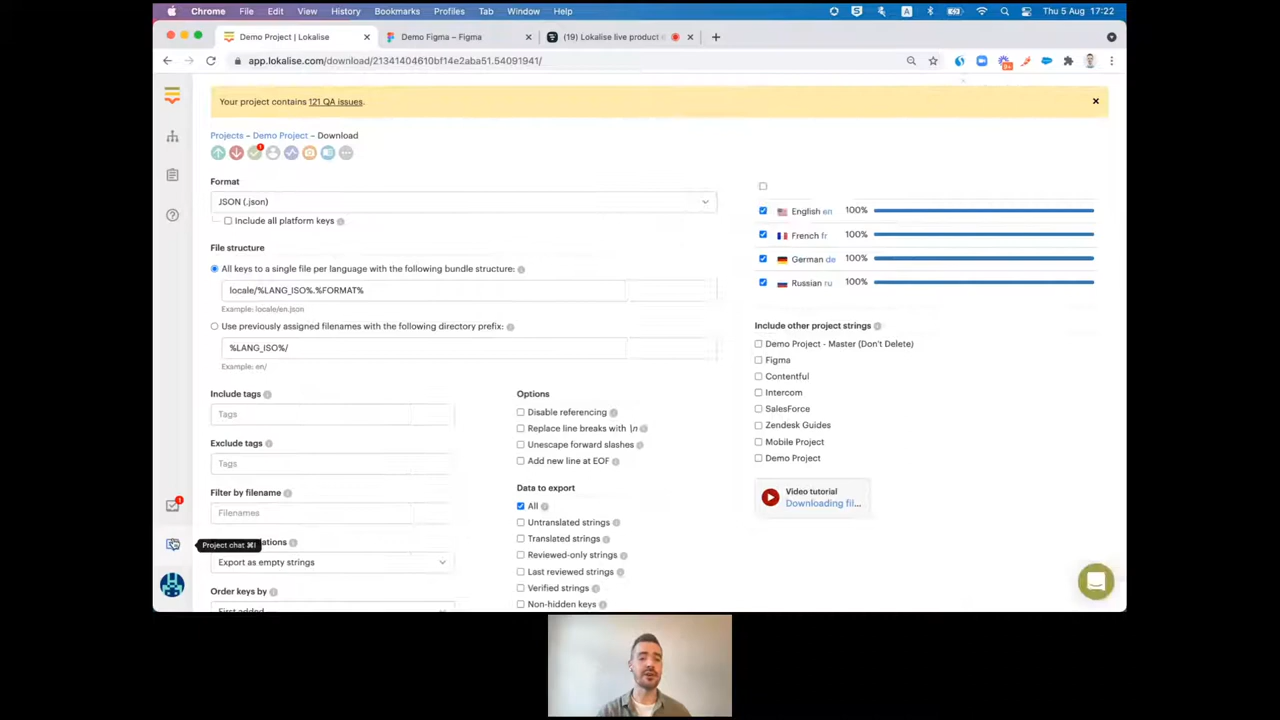 Chrome File Edit View History Bookmarks Profiles Tab Window Help
A
Thu 5 Aug 17:22
Demo Project | Lokalise
Demo Figma – Figma
(19) Lokalise live product
app.lokalise.com/download/21341404610bf14e2aba51.54091941/
Your project contains 121 QA issues.
Projects – Demo Project – Download
1
Format
JSON (.json)
Include all platform keys
File structure
All keys to a single file per language with the following bundle structure:
locale/%LANG_ISO%.%FORMAT%
Example: locale/en.json
Use previously assigned filenames with the following directory prefix:
%LANG_ISO%/
Example: en/
Include tags
Tags
Exclude tags
Tags
Filter by filename
Filenames
Export as empty strings
Order keys by
First added
Options
Disable referencing
Replace line breaks with \n
Unescape forward slashes
Add new line at EOF
Data to export
All
Untranslated strings
Translated strings
Reviewed-only strings
Last reviewed strings
Verified strings
Non-hidden keys
English en 100%
French fr 100%
German de 100%
Russian ru 100%
Include other project strings
Demo Project - Master (Don't Delete)
Figma
Contentful
Intercom
SalesForce
Zendesk Guides
Mobile Project
Demo Project
Video tutorial
Downloading fil...
1
Project chat ⌘I